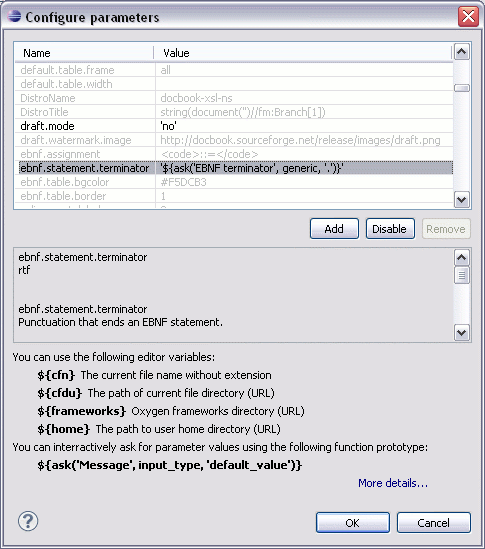 Configure parameters
Name Value
default.table.frame all
default.table.width
DistroName docbook-xsl-ns
DistroTitle string(document('')//fm:Branch[1])
draft.mode 'no'
draft.watermark.image http://docbook.sourceforge.net/release/images/draft.png
ebnf.assignment <code>::=</code>
ebnf.statement.terminator '${ask('EBNF terminator', generic, '.')}'
ebnf.table.bgcolor #F5DCB3
ebnf.table.border 1
Add Disable Remove
ebnf.statement.terminator
rtf
ebnf.statement.terminator
Punctuation that ends an EBNF statement.
You can use the following editor variables:
${cfn} The current file name without extension
${cfdu} The path of current file directory (URL)
${frameworks} Oxygen frameworks directory (URL)
${home} The path to user home directory (URL)
You can interractively ask for parameter values using the following function prototype:
${ask('Message', input_type, 'default_value')}
More details...
? OK Cancel